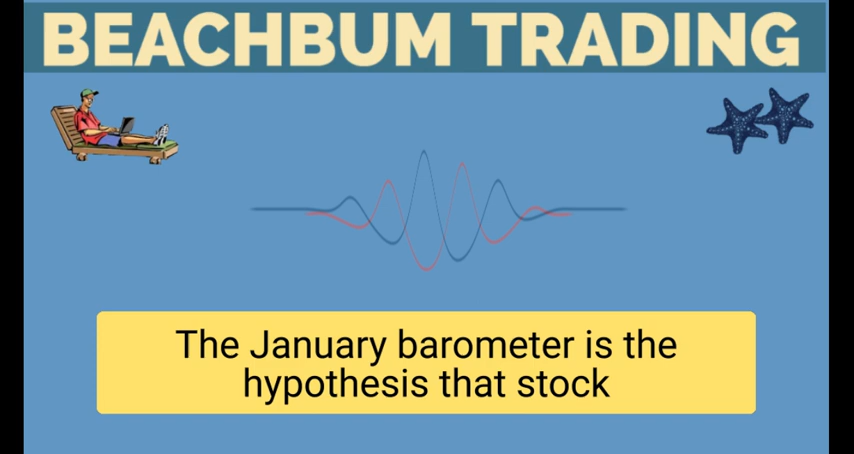 BEACHBUM TRADING
The January barometer is the
hypothesis that stock